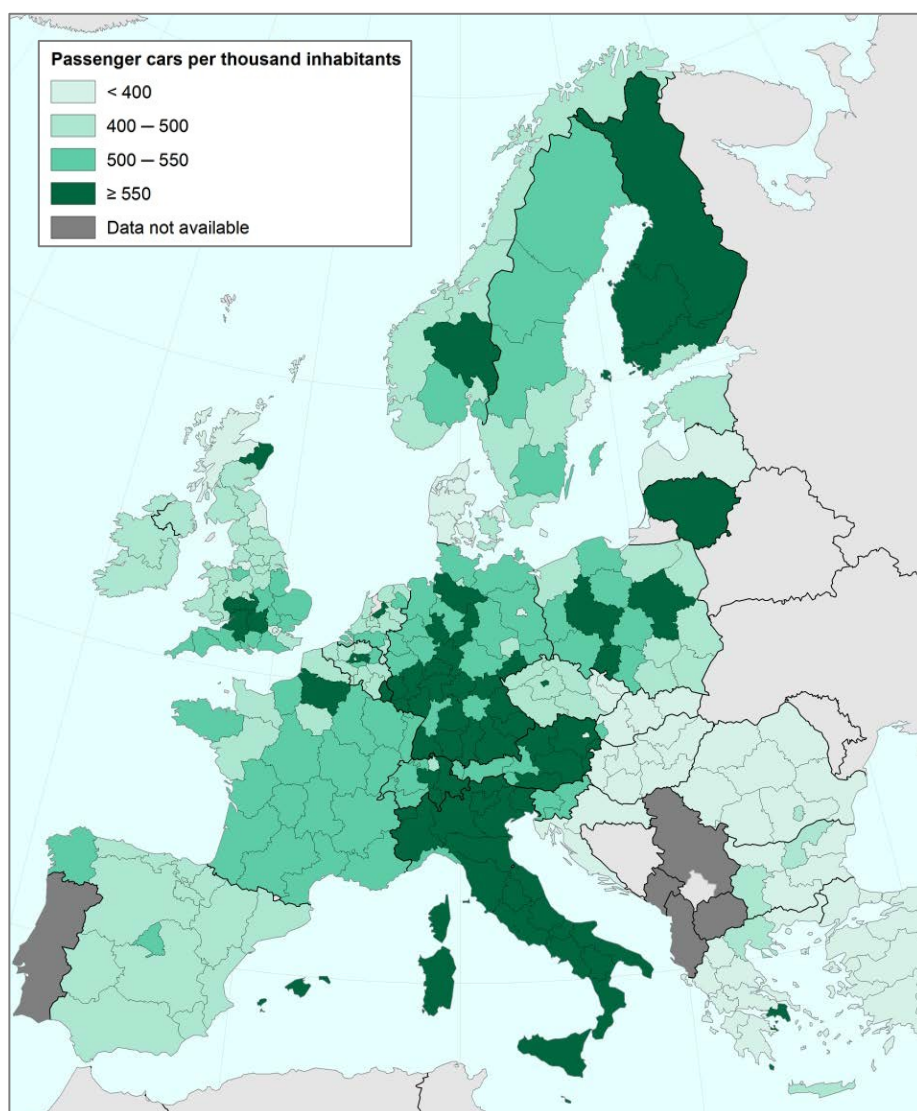 Passenger cars per thousand inhabitants
< 400
400 — 500
500 — 550
≥ 550
Data not available